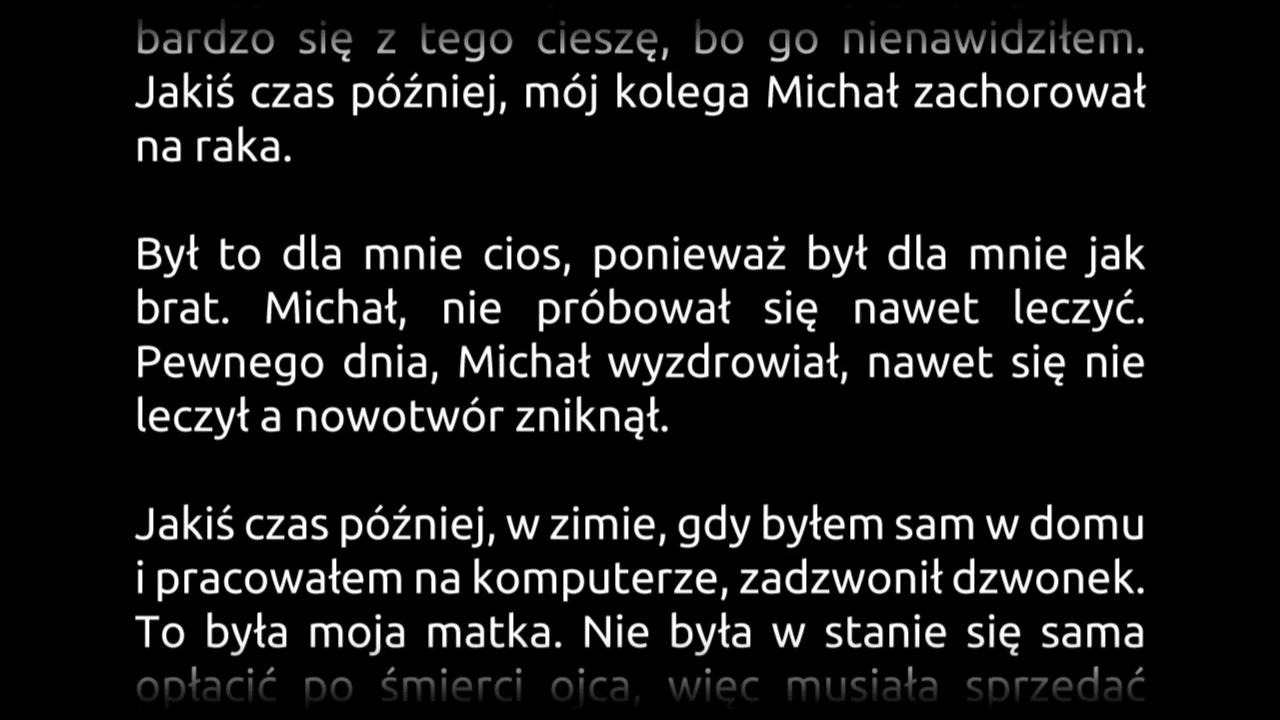 bardzo się z tego cieszę, bo go nienawidziłem.
Jakiś czas później, mój kolega Michał zachorował
na raka.
Był to dla mnie cios, ponieważ był dla mnie jak
brat. Michał, nie próbował się nawet leczyć.
Pewnego dnia, Michał wyzdrowiał, nawet się nie
leczył a nowotwór zniknął.
Jakiś czas później, w zimie, gdy byłem sam w domu
i pracowałem na komputerze, zadzwonił dzwonek.
To była moja matka. Nie była w stanie się sama
opłacić po śmierci ojca, więc musiała sprzedać